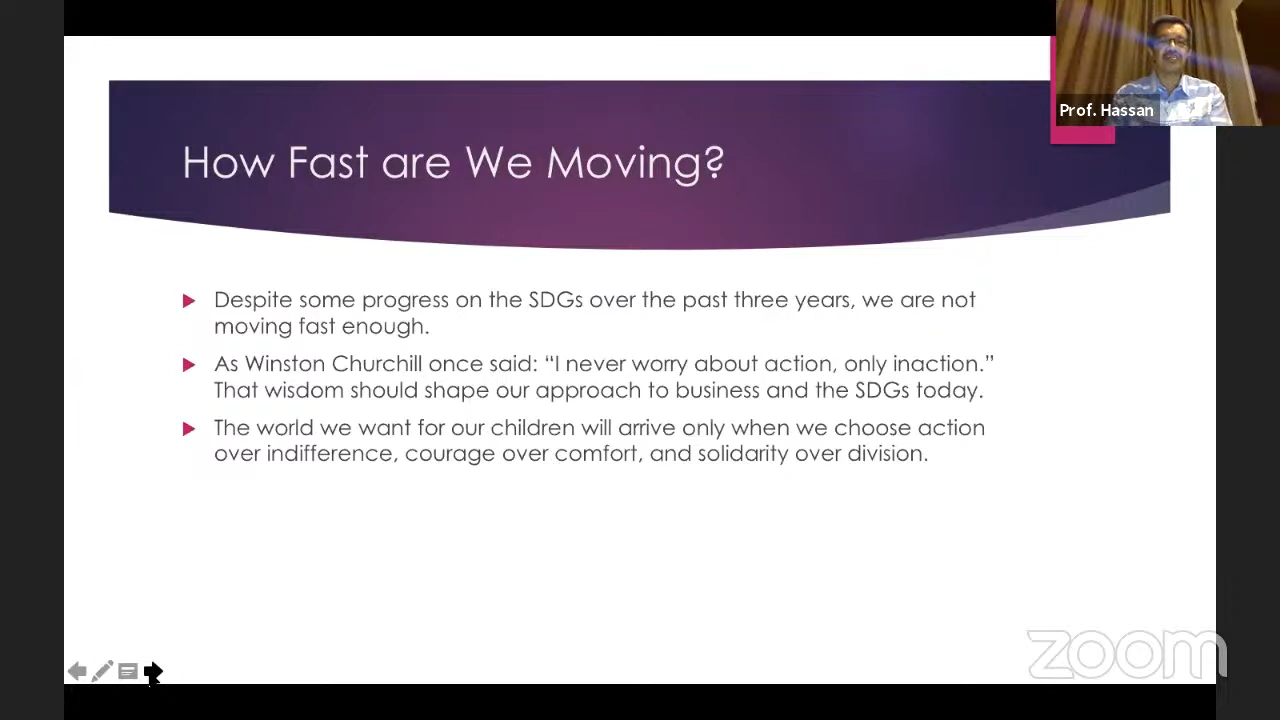 Prof. Hassan
How Fast are We Moving?
Despite some progress on the SDGs over the past three years, we are not
moving fast enough.
As Winston Churchill once said: “I never worry about action, only inaction.”
That wisdom should shape our approach to business and the SDGs today.
The world we want for our children will arrive only when we choose action
over indifference, courage over comfort, and solidarity over division.
zoom